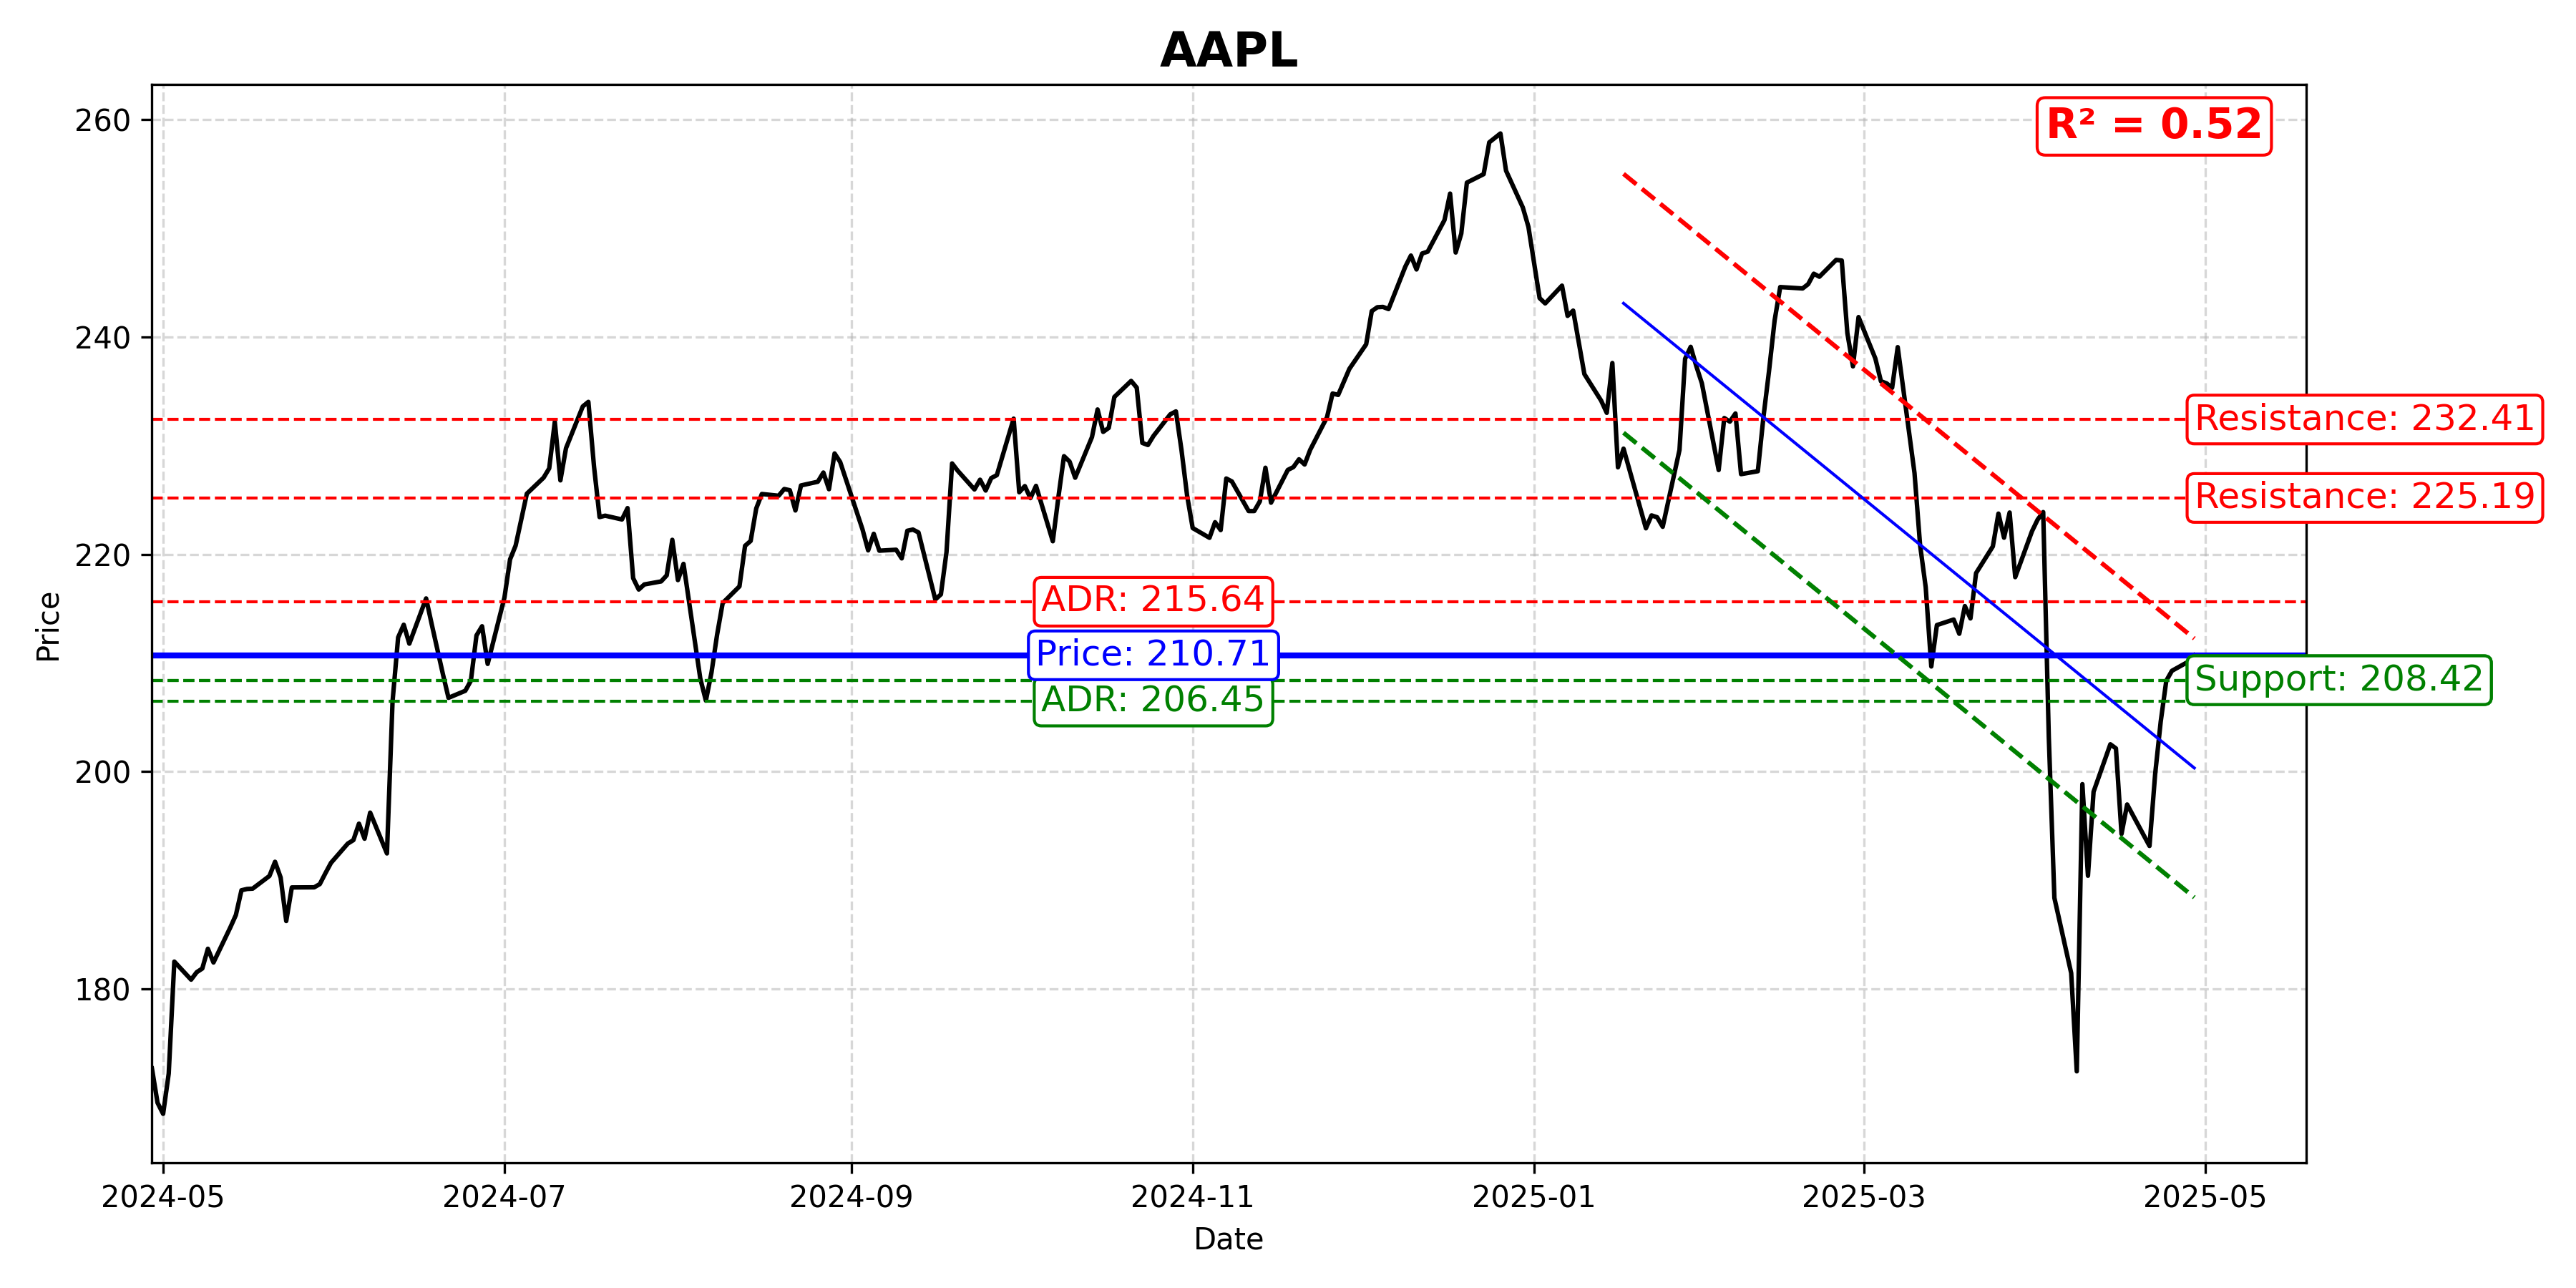 AAPL
R² = 0.52
260
240
220
200
180
Price
Resistance: 232.41
Resistance: 225.19
ADR: 215.64
Price: 210.71
Support: 208.42
ADR: 206.45
2024-05
2024-07
2024-09
2024-11
2025-01
2025-03
2025-05
Date